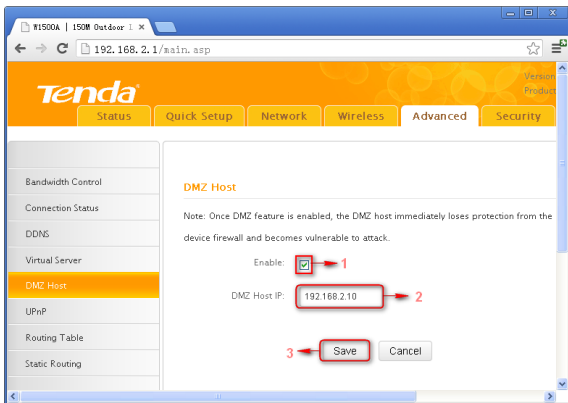 W1500A | 150M Outdoor
192.168.2.1/main.asp
Tenda
Version
Product
Status Quick Setup Network Wireless Advanced Security
Bandwidth Control
Connection Status
DDNS
Virtual Server
DMZ Host
UPnP
Routing Table
Static Routing
DMZ Host
Note: Once DMZ feature is enabled, the DMZ host immediately loses protection from the
device firewall and becomes vulnerable to attack.
Enable: 1
DMZ Host IP: 192.168.2.10 2
3 Save Cancel